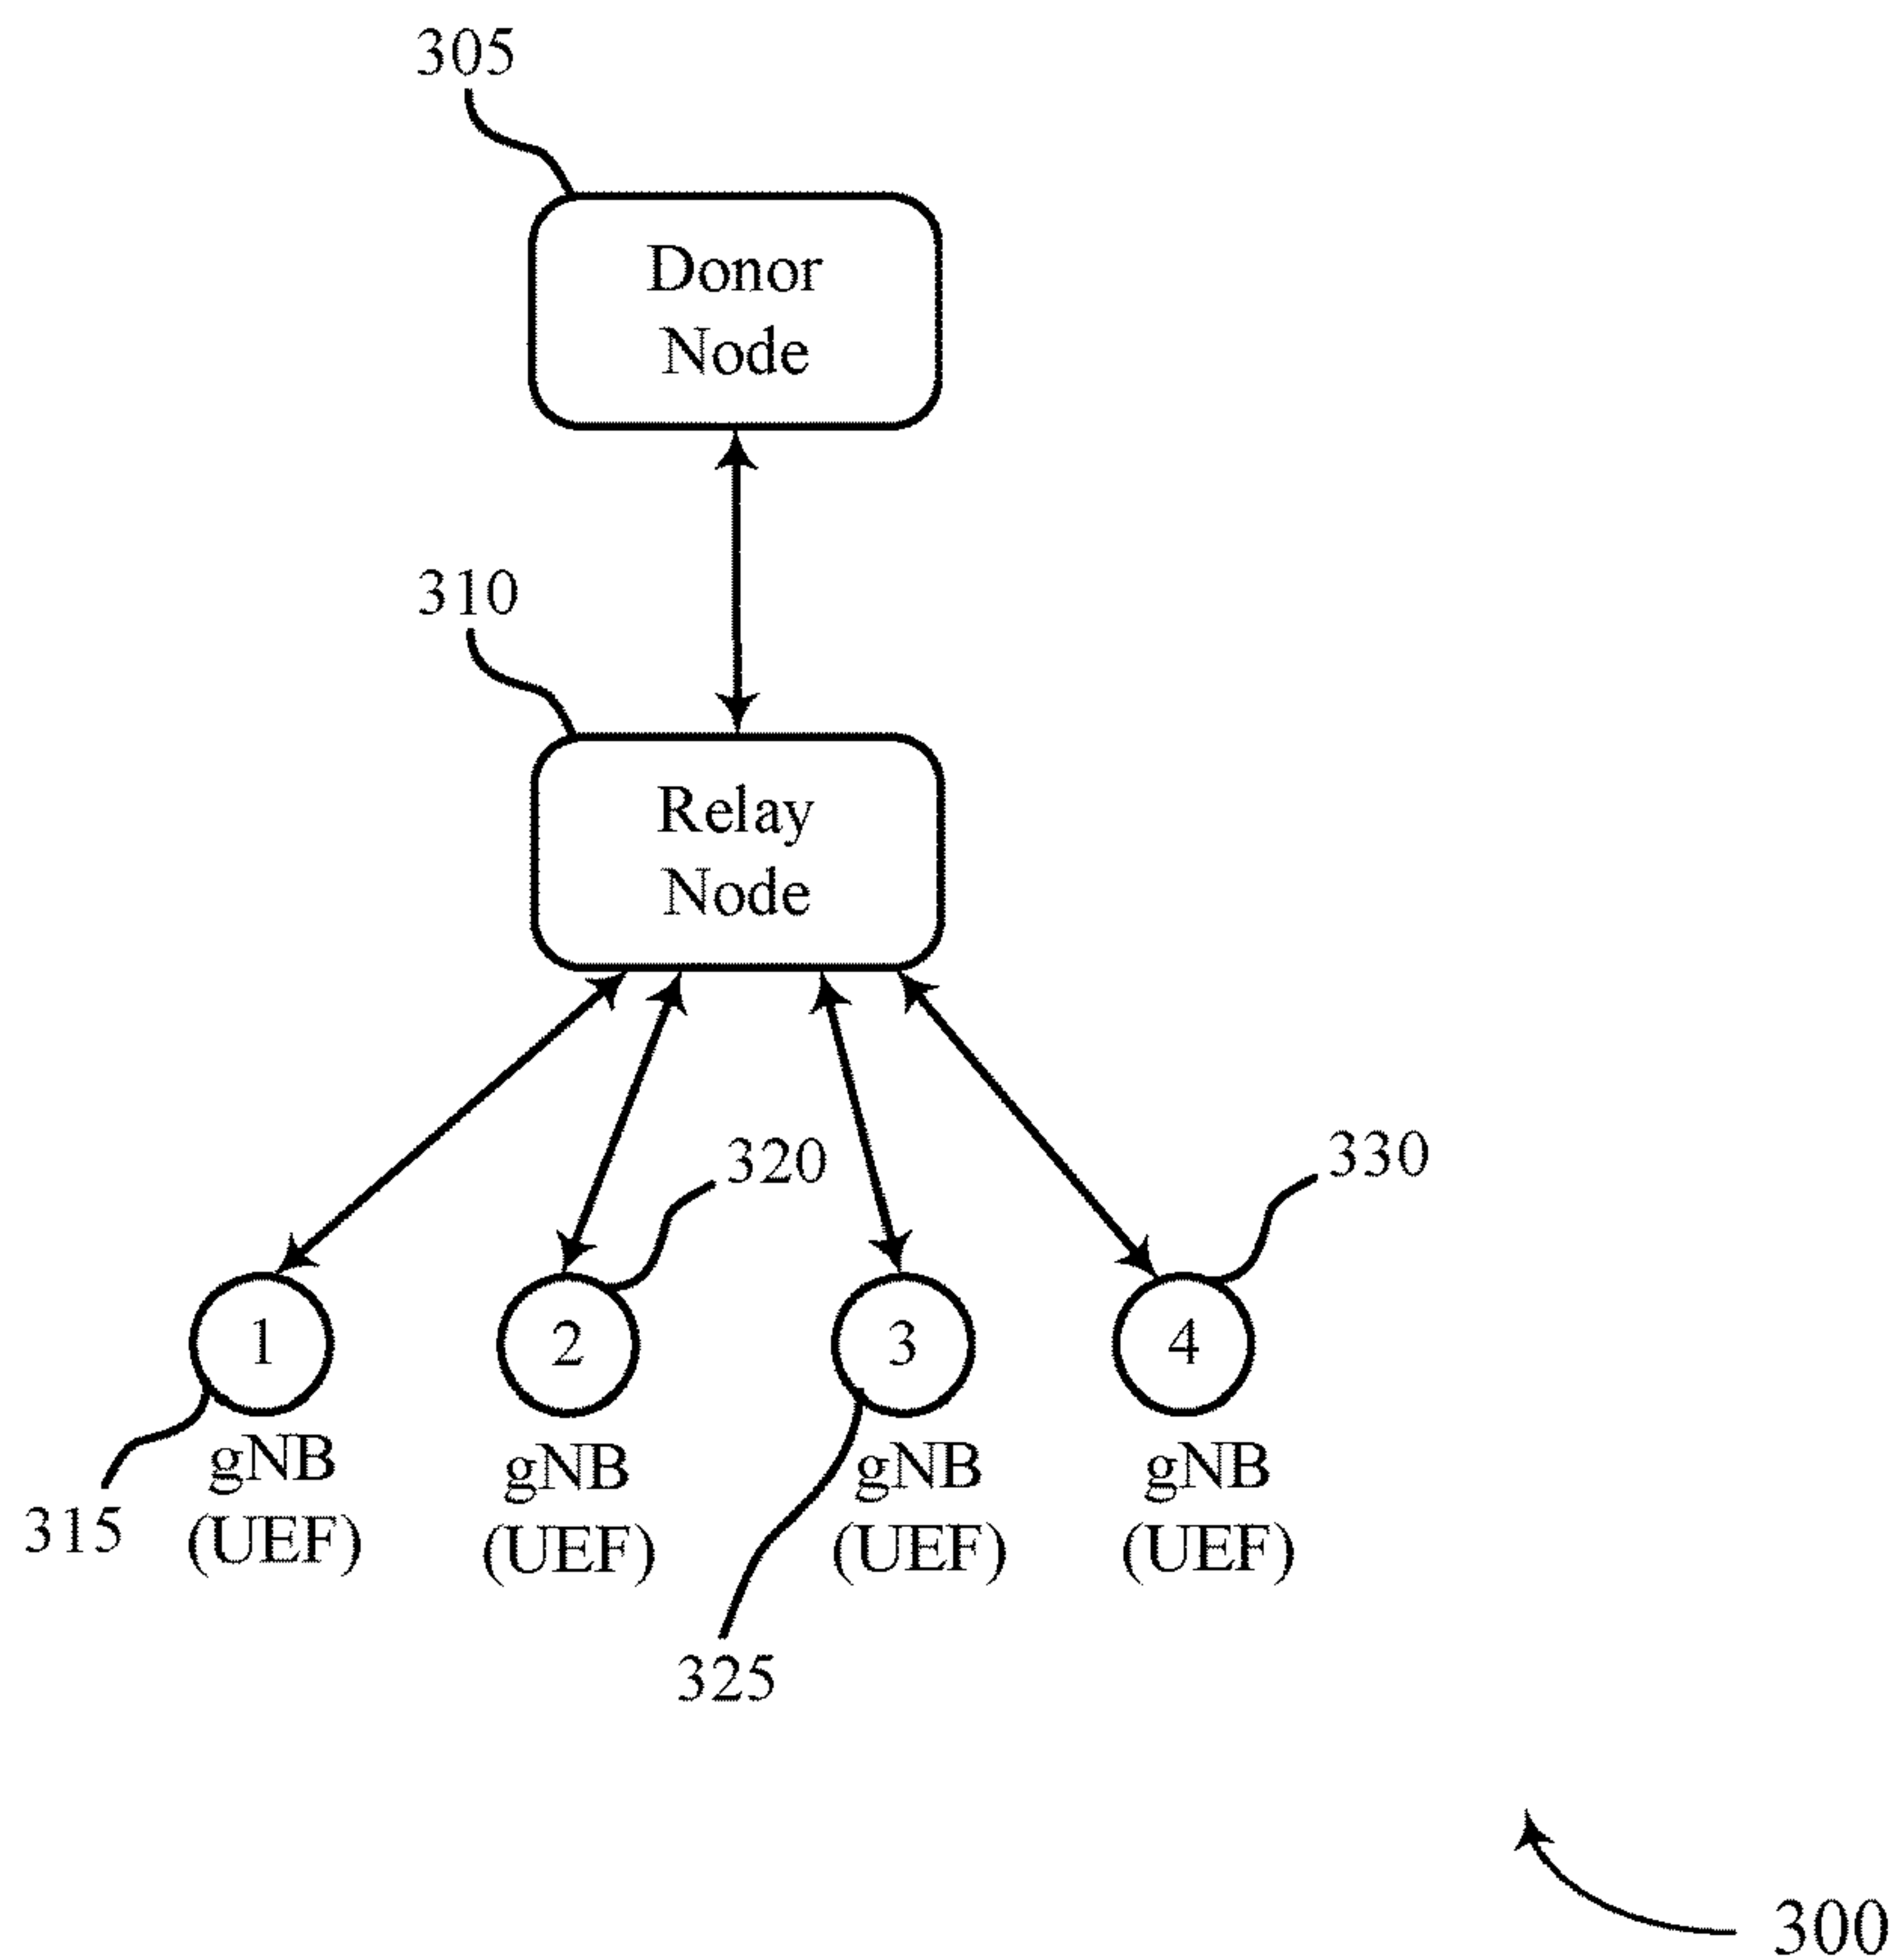 305
Donor
Node
310
Relay
Node
320
330
1
2
3
4
gNB
(UEF)
gNB
(UEF)
gNB
(UEF)
gNB
(UEF)
315
325
300